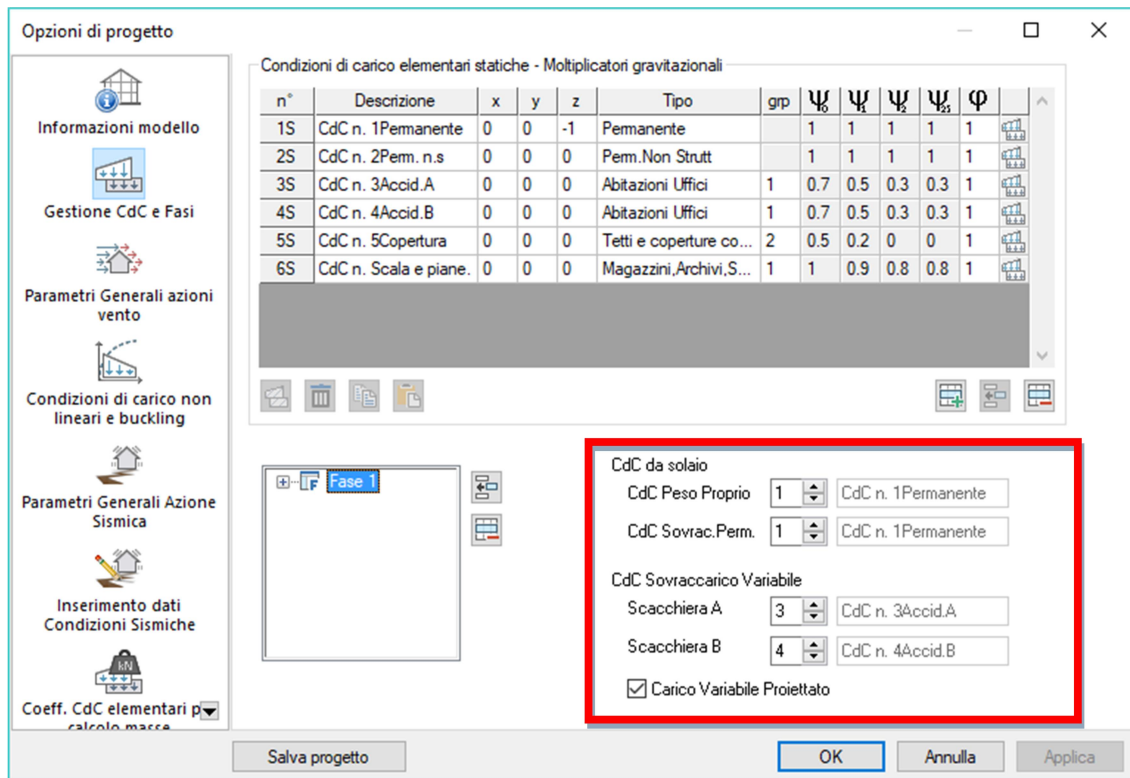 Opzioni di progetto
Informazioni modello
Gestione CdC e Fasi
Parametri Generali azioni
vento
Condizioni di carico non
lineari e buckling
Parametri Generali Azione
Sismica
Inserimento dati
Condizioni Sismiche
kN
Coeff. CdC elementari p
calcolo masse
Condizioni di carico elementari statiche - Moltiplicatori gravitazionali
n° Descrizione x y z Tipo grp Ψ0 Ψ1 Ψ2 Ψ2s φ
1S CdC n. 1Permanente 0 0 -1 Permanente 1 1 1 1 1
2S CdC n. 2Perm. n.s 0 0 0 Perm.Non Strutt 1 1 1 1 1
3S CdC n. 3Accid.A 0 0 0 Abitazioni Uffici 1 0.7 0.5 0.3 0.3 1
4S CdC n. 4Accid.B 0 0 0 Abitazioni Uffici 1 0.7 0.5 0.3 0.3 1
5S CdC n. 5Copertura 0 0 0 Tetti e coperture co... 2 0.5 0.2 0 0 1
6S CdC n. Scala e piane. 0 0 0 Magazzini,Archivi,S... 1 1 0.9 0.8 0.8 1
F Fase 1
CdC da solaio
CdC Peso Proprio 1 CdC n. 1Permanente
CdC Sovrac.Perm. 1 CdC n. 1Permanente
CdC Sovraccarico Variabile
Scacchiera A 3 CdC n. 3Accid.A
Scacchiera B 4 CdC n. 4Accid.B
Carico Variabile Proiettato
Salva progetto OK Annulla Applica